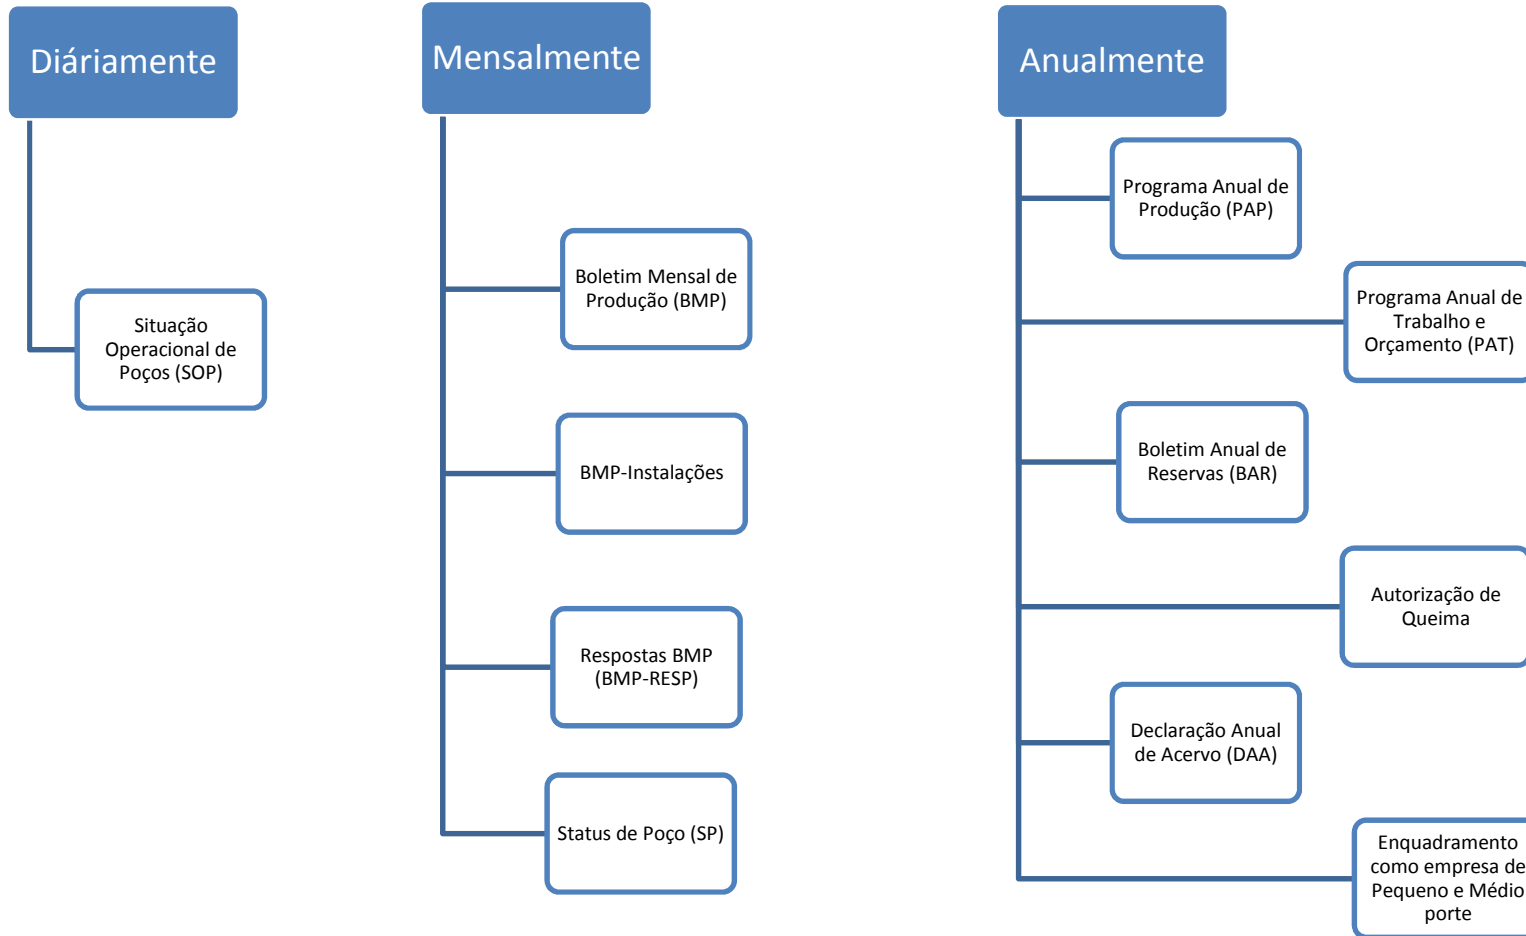 Diáriamente
Situação
Operacional de
Poços (SOP)
Mensalmente
Boletim Mensal de
Produção (BMP)
BMP-Instalações
Respostas BMP
(BMP-RESP)
Status de Poço (SP)
Anualmente
Programa Anual de
Produção (PAP)
Programa Anual de
Trabalho e
Orçamento (PAT)
Boletim Anual de
Reservas (BAR)
Autorização de
Queima
Declaração Anual
de Acervo (DAA)
Enquadramento
como empresa de
Pequeno e Médio
porte